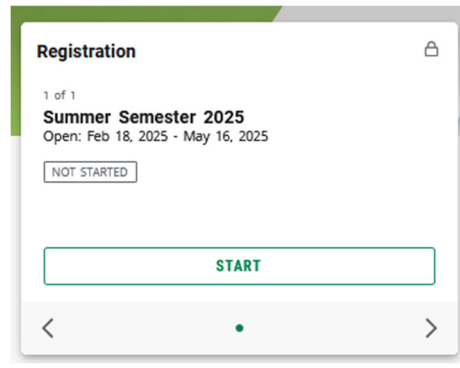 Registration
1 of 1
Summer Semester 2025
Open: Feb 18, 2025 - May 16, 2025
NOT STARTED
START